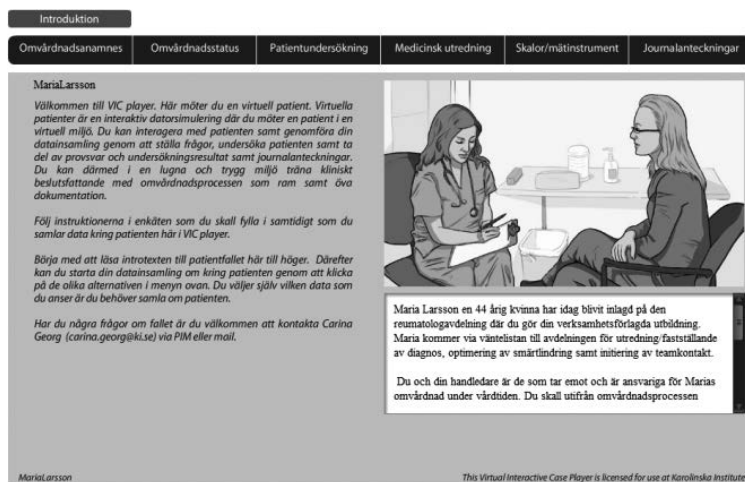 Introduktion
Omvårdnadsanamnes
Omvårdnadsstatus
Patientundersökning
Medicinsk utredning
Skalor/mätinstrument
Journalanteckningar
MariaLarsson
Välkommen till VIC player. Här möter du en virtuell patient. Virtuella
patienter är en interaktiv datorsimulering där du möter en patient i en
virtuell miljö. Du kan interagera med patienten samt genomföra din
datainsamling genom att ställa frågor, undersöka patienten samt ta
del av provsvar och undersökningsresultat samt journalanteckningar.
Du kan därmed i en lugna och trygg miljö träna kliniskt
beslutsfattande med omvårdnadsprocessen som ram samt öva
dokumentation.
Följ instruktionerna i enkäten som du skall fylla i samtidigt som du
samlar data kring patienten här i VIC player.
Börja med att läsa introtexten till patientfallet här till höger. Därefter
kan du starta din datainsamling om kring patienten genom att klicka
på de olika alternativen i menyn ovan. Du väljer själv vilken data som
du anser är du behöver samla om patienten.
Har du några frågor om fallet är du välkommen att kontakta Carina
Georg (carina.georg@ki.se) via PIM eller mail.
Maria Larsson en 44 årig kvinna har idag blivit inlagd på den
reumatologavdelning där du gör din verksamhetsförlagda utbildning.
Maria kommer via väntelistan till avdelningen för utredning/fastställande
av diagnos, optimering av smärtlindring samt initiering av teamkontakt.
Du och din handledare är de som tar emot och är ansvariga för Marias
omvårdnad under vårdtiden. Du skall utifrån omvårdnadsprocessen
MariaLarsson
This Virtual Interactive Case Player is licensed for use at Karolinska Institute